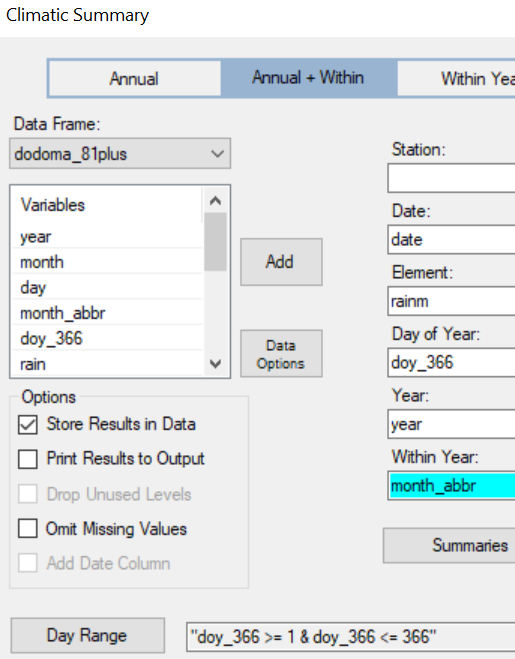 Climatic Summary
Annual
Annual + Within
Within Yea
Data Frame:
dodoma_81plus
Variables
year
month
day
month_abbr
doy_366
rain
Add
Data
Options
Station:
Date:
date
Element:
rainm
Day of Year:
doy_366
Year:
year
Within Year:
month_abbr
Summaries
Options
Store Results in Data
Print Results to Output
Drop Unused Levels
Omit Missing Values
Add Date Column
Day Range
"doy_366 >= 1 & doy_366 <= 366"